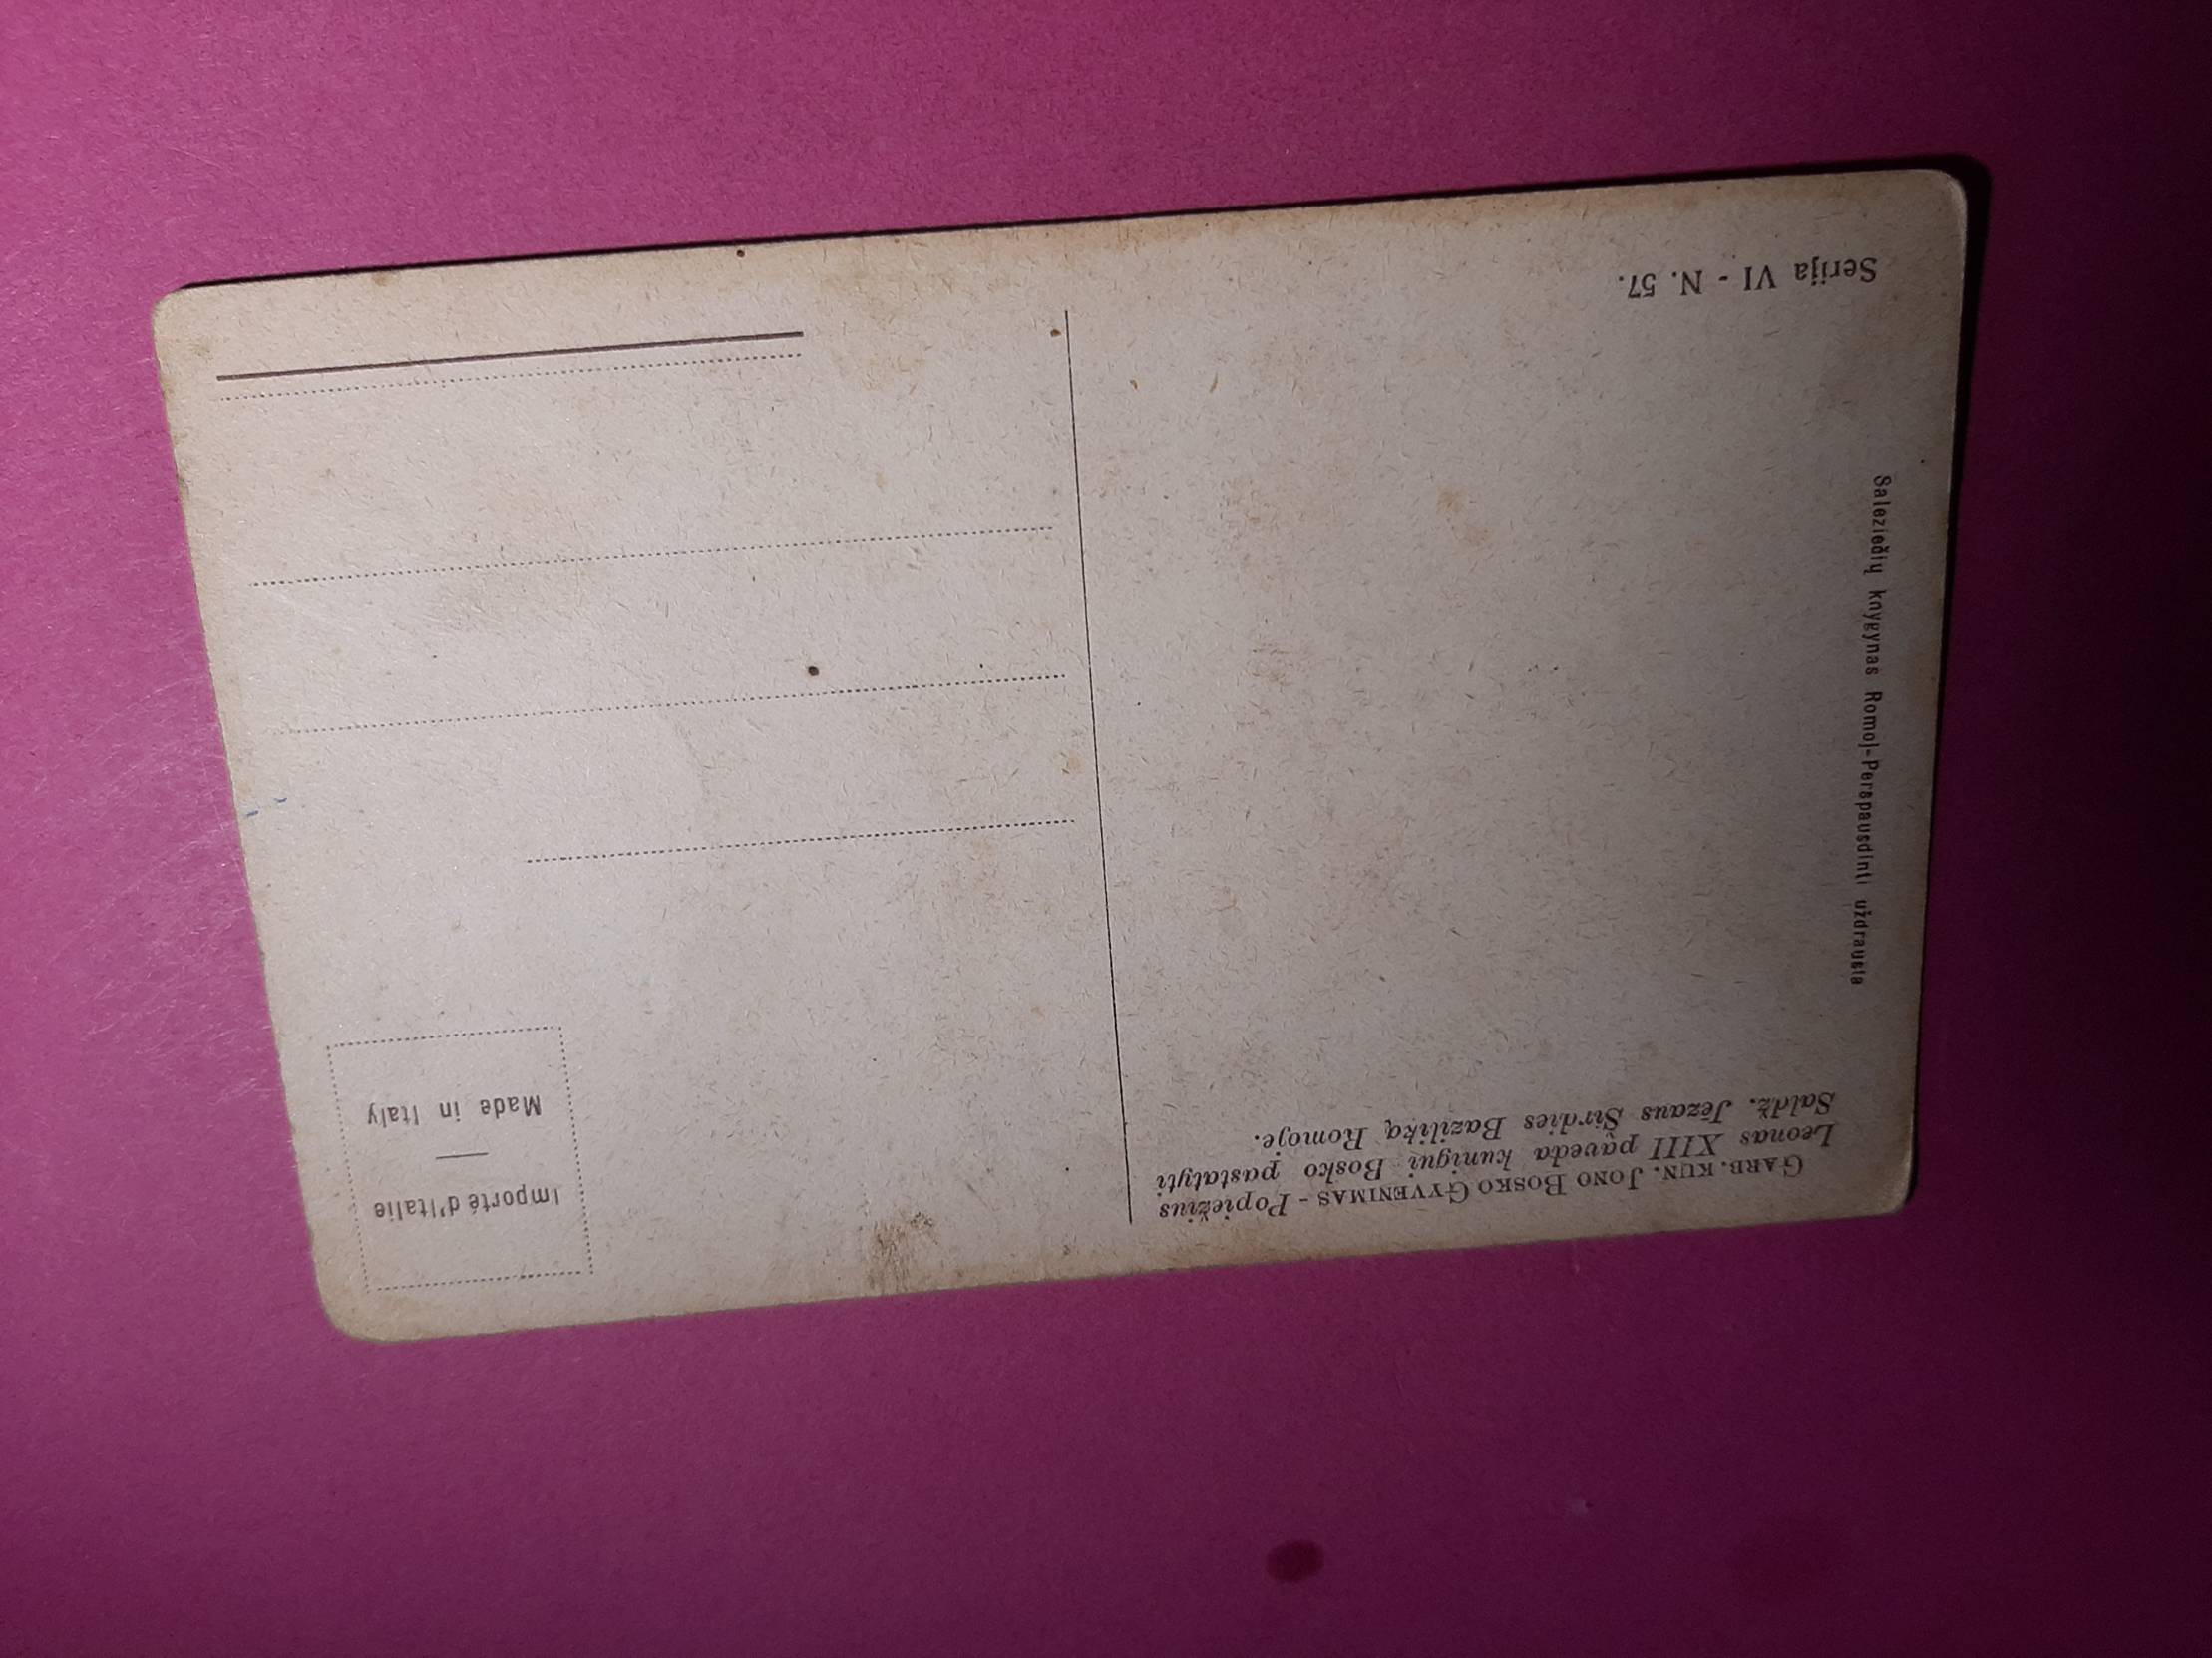 GARB. KUN. JONO BOSKO GYVENIMAS - Popiežius
Leonas XIII paveda kunigui Bosko pastatyti
Saldž. Jėzaus Širdies Baziliką Romoje.
Importé d'Italie
Made in Italy
Saleziečių knygynas Romoj-Perspausdinti uždrausta
Serija VI - N. 57.